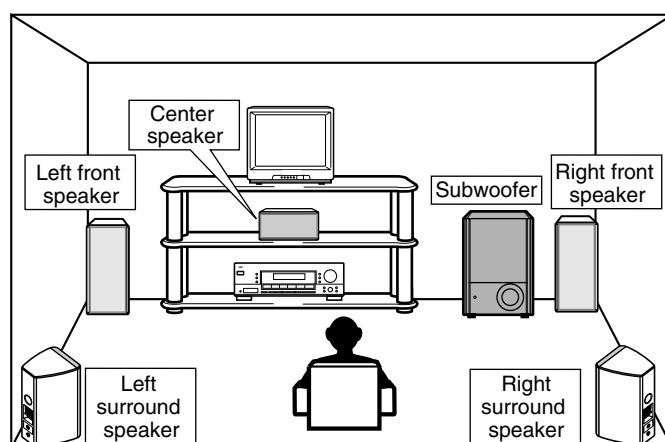 Center
speaker
Left front
speaker
Subwoofer
Right front
speaker
Left
surround
speaker
Right
surround
speaker